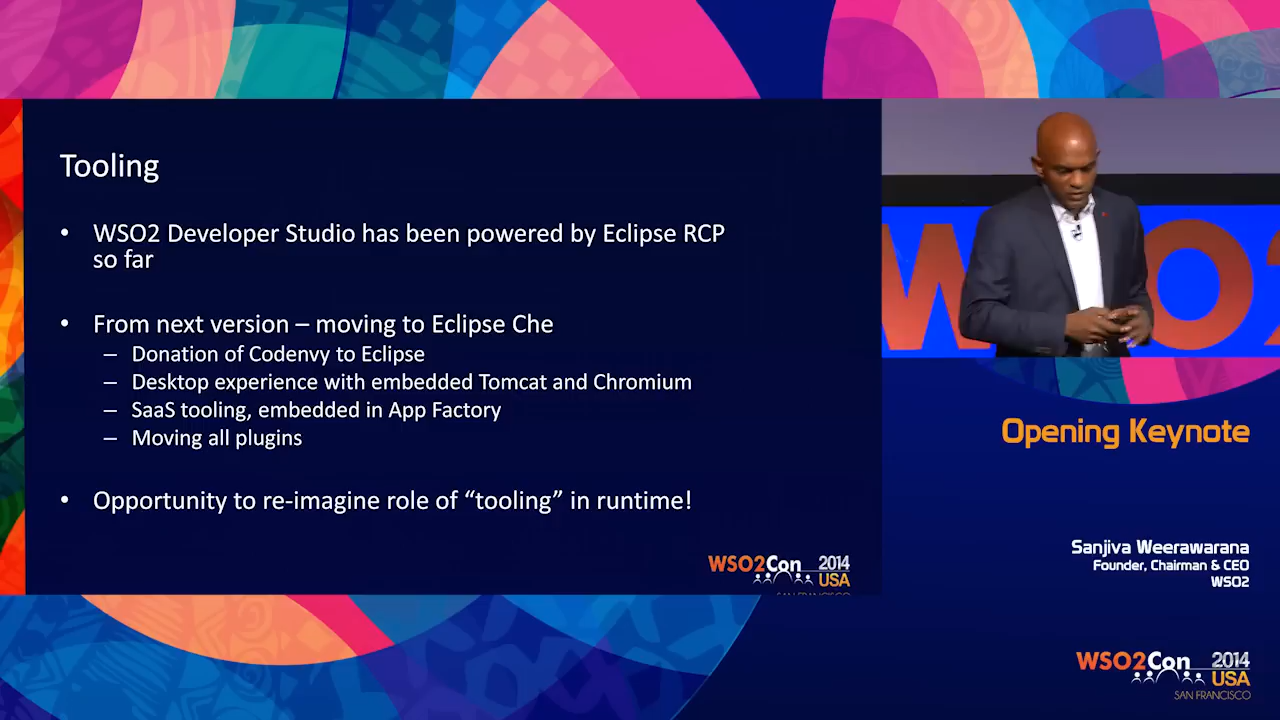 Tooling
• WSO2 Developer Studio has been powered by Eclipse RCP
so far
• From next version – moving to Eclipse Che
– Donation of Codenvy to Eclipse
– Desktop experience with embedded Tomcat and Chromium
– SaaS tooling, embedded in App Factory
– Moving all plugins
• Opportunity to re-imagine role of “tooling” in runtime!
WSO2Con 2014
USA
SAN FRANCISCO
WSO2
Opening Keynote
Sanjiva Weerawarana
Founder, Chairman & CEO
WSO2
WSO2Con 2014
USA
SAN FRANCISCO